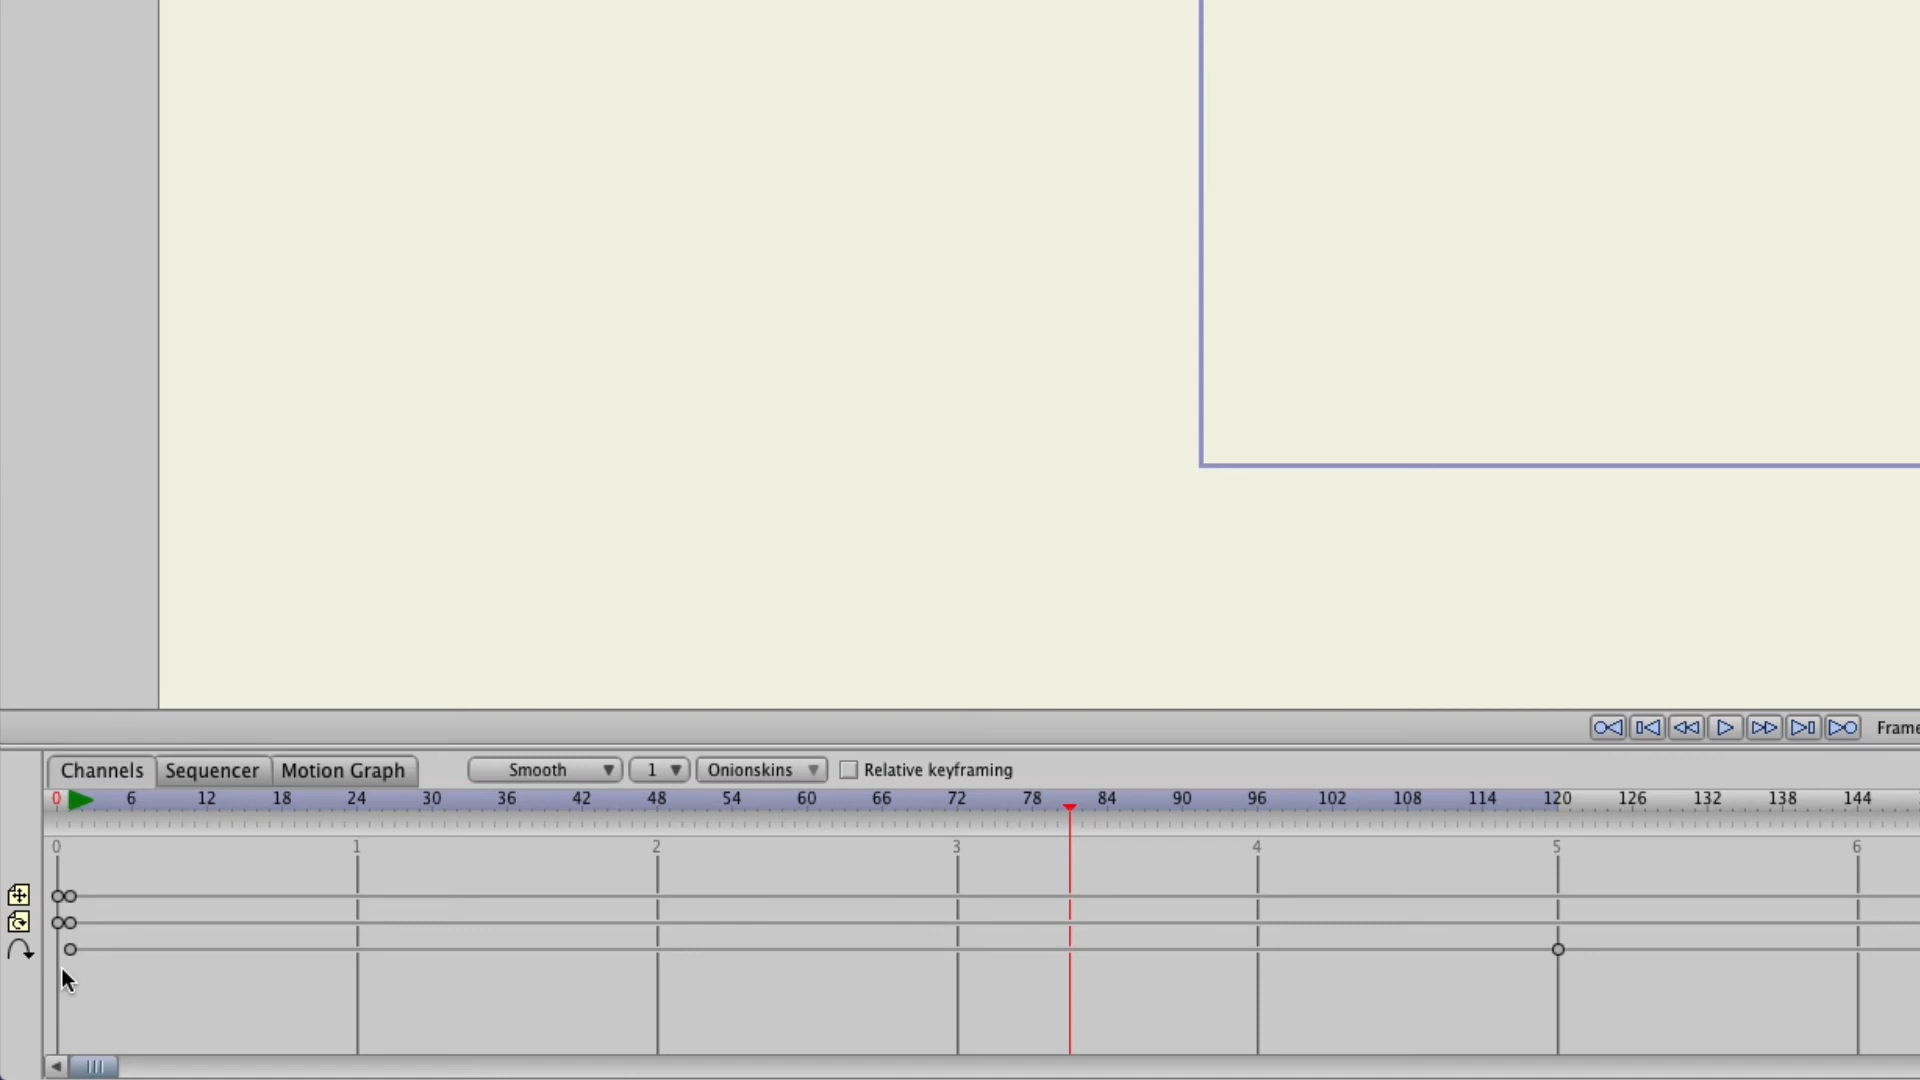 Frame
Channels Sequencer Motion Graph Smooth 1 Onionskins Relative keyframing
0 6 12 18 24 30 36 42 48 54 60 66 72 78 84 90 96 102 108 114 120 126 132 138 144
0 1 2 3 4 5 6